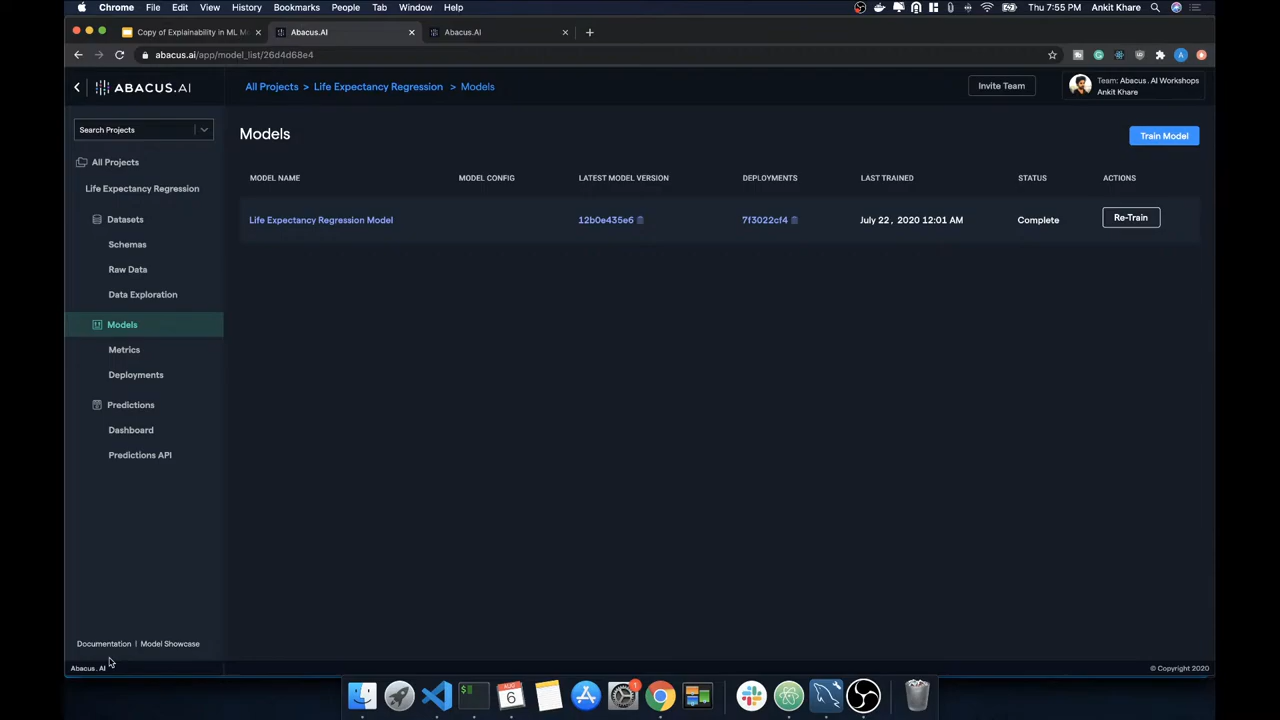 Chrome File Edit View History Bookmarks People Tab Window Help
Thu 7:55 PM Ankit Khare
Copy of Explainability in ML M
Abacus.AI
Abacus.AI
abacus.ai/app/model_list/26d4d68e4
ABACUS.AI
All Projects > Life Expectancy Regression > Models
Invite Team
Team: Abacus.AI Workshops
Ankit Khare
Search Projects
All Projects
Life Expectancy Regression
Datasets
Schemas
Raw Data
Data Exploration
Models
Metrics
Deployments
Predictions
Dashboard
Predictions API
Documentation | Model Showcase
Abacus.AI
Models
Train Model
MODEL NAME MODEL CONFIG LATEST MODEL VERSION DEPLOYMENTS LAST TRAINED STATUS ACTIONS
Life Expectancy Regression Model 12b0e435e6 7f3022cf4 July 22, 2020 12:01 AM Complete Re-Train
© Copyright 2020
AUG
6
1